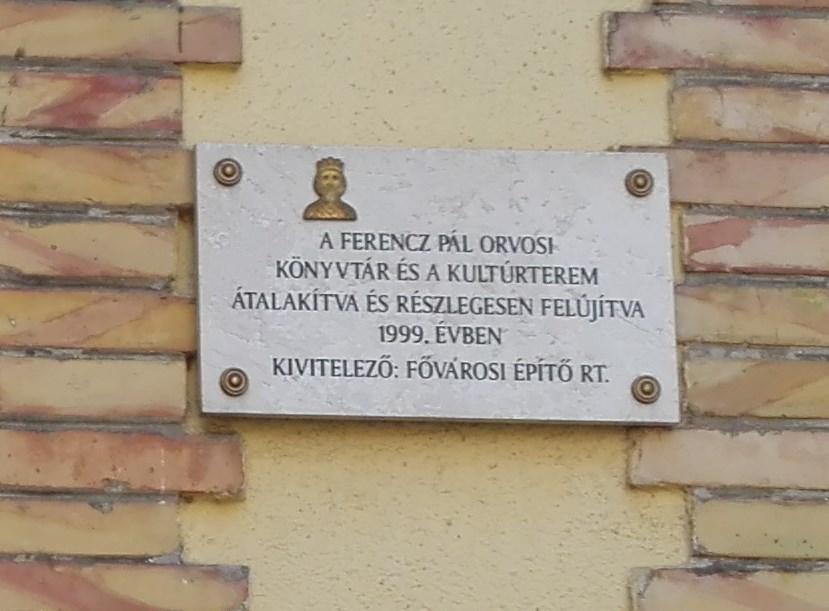 A FERENCZ PÁL ORVOSI
KÖNYVTÁR ÉS A KULTÚRTEREM
ÁTALAKÍTVA ÉS RÉSZLEGESEN FELÚJÍTVA
1999. ÉVBEN
KIVITELEZŐ: FŐVÁROSI ÉPÍTŐ RT.